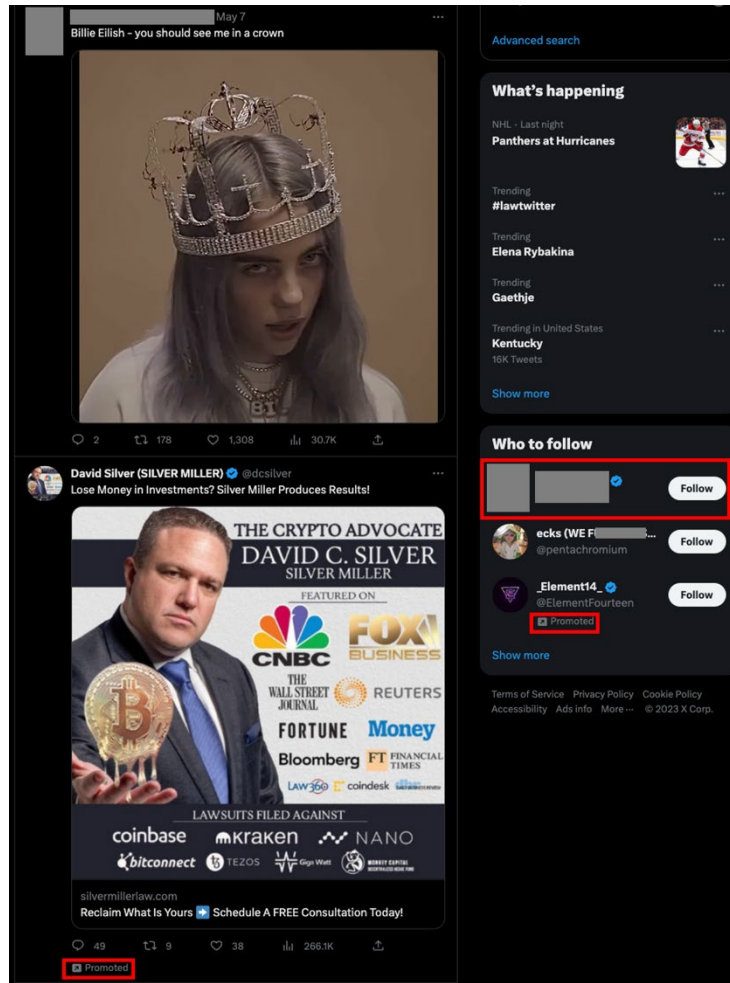 May 7
Billie Eilish - you should see me in a crown
2 178 1,308 30.7K
David Silver (SILVER MILLER) @dcsilver
Lose Money in Investments? Silver Miller Produces Results!
THE CRYPTO ADVOCATE
DAVID C. SILVER
SILVER MILLER
FEATURED ON
CNBC
FOX
BUSINESS
THE
WALL STREET
JOURNAL
REUTERS
FORTUNE Money
Bloomberg FT FINANCIAL
TIMES
LAW360 coindesk
LAWSUITS FILED AGAINST
coinbase mkraken NANO
bitconnect TEZOS Giga Watt MONKEY CAPITAL
silvermillerlaw.com
Reclaim What Is Yours ➡️ Schedule A FREE Consultation Today!
49 9 38 266.1K
Promoted
Advanced search
What's happening
NHL · Last night
Panthers at Hurricanes
Trending
#lawtwitter
Trending
Elena Rybakina
Trending
Gaethje
Trending in United States
Kentucky
16K Tweets
Show more
Who to follow
Follow
ecks (WE F
@pentachromium
Follow
_Element14_
@ElementFourteen
Follow
Promoted
Show more
Terms of Service Privacy Policy Cookie Policy
Accessibility Ads info More ··· © 2023 X Corp.